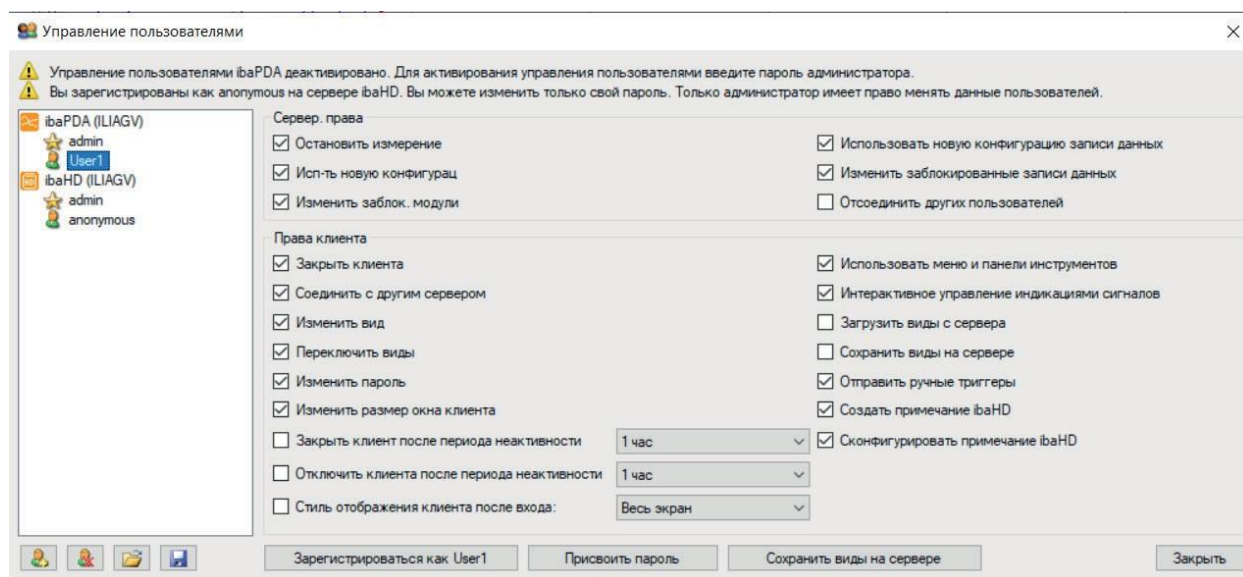 Управление пользователями
Управление пользователями ibaPDA деактивировано. Для активирования управления пользователями введите пароль администратора.
Вы зарегистрированы как anonymous на сервере ibaHD. Вы можете изменить только свой пароль. Только администратор имеет право менять данные пользователей.
ibaPDA (ILIAGV)
admin
User1
ibaHD (ILIAGV)
admin
anonymous
Сервер. права
Остановить измерение
Использовать новую конфигурацию записи данных
Исп-ть новую конфигурац
Изменить заблокированные записи данных
Изменить заблок. модули
Отсоединить других пользователей
Права клиента
Закрыть клиента
Использовать меню и панели инструментов
Соединить с другим сервером
Интерактивное управление индикациями сигналов
Изменить вид
Загрузить виды с сервера
Переключить виды
Сохранить виды на сервере
Изменить пароль
Отправить ручные триггеры
Изменить размер окна клиента
Создать примечание ibaHD
Закрыть клиент после периода неактивности 1 час
Сконфигурировать примечание ibaHD
Отключить клиента после периода неактивности 1 час
Стиль отображения клиента после входа: Весь экран
Зарегистрироваться как User1 Присвоить пароль Сохранить виды на сервере Закрыть